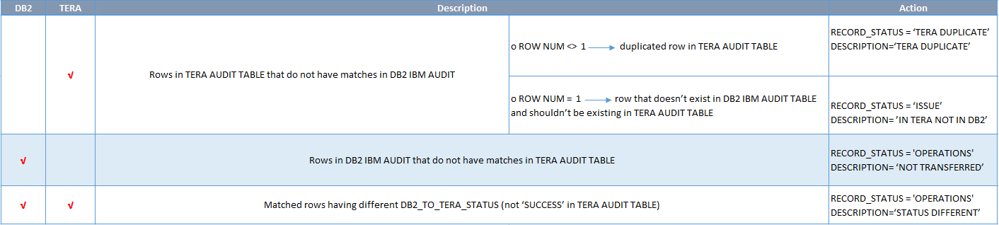 DB2 TERA Description Action
√ Rows in TERA AUDIT TABLE that do not have matches in DB2 IBM AUDIT
o ROW NUM <> 1 duplicated row in TERA AUDIT TABLE
RECORD_STATUS = ‘TERA DUPLICATE’
DESCRIPTION=‘TERA DUPLICATE’
o ROW NUM = 1 row that doesn’t exist in DB2 IBM AUDIT TABLE
and shouldn’t be existing in TERA AUDIT TABLE
RECORD_STATUS = ‘ISSUE’
DESCRIPTION= ’IN TERA NOT IN DB2’
√ Rows in DB2 IBM AUDIT that do not have matches in TERA AUDIT TABLE
RECORD_STATUS = 'OPERATIONS'
DESCRIPTION= ‘NOT TRANSFERRED’
√ √ Matched rows having different DB2_TO_TERA_STATUS (not ‘SUCCESS’ in TERA AUDIT TABLE)
RECORD_STATUS = 'OPERATIONS'
DESCRIPTION=‘STATUS DIFFERENT’